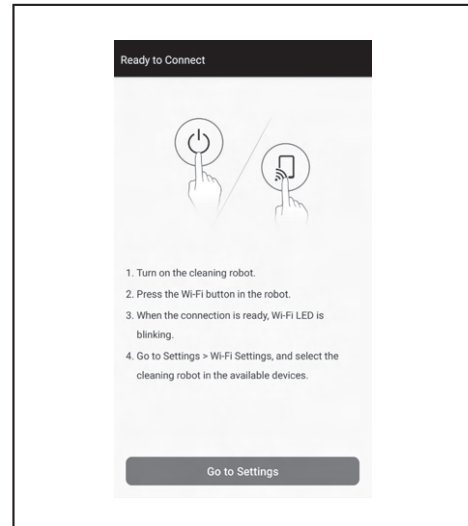 Ready to Connect
1. Turn on the cleaning robot.
2. Press the Wi-Fi button in the robot.
3. When the connection is ready, Wi-Fi LED is
blinking.
4. Go to Settings > Wi-Fi Settings, and select the
cleaning robot in the available devices.
Go to Settings